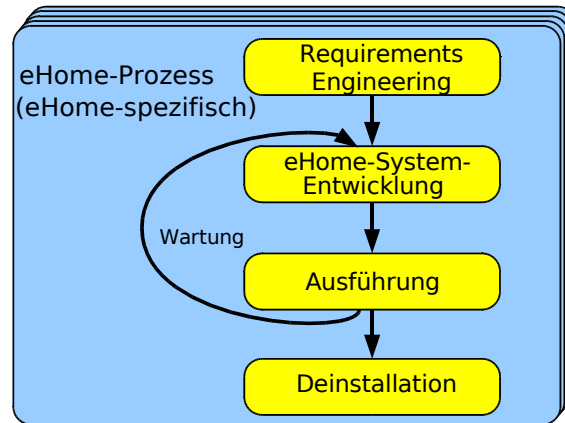 eHome-Prozess
(eHome-spezifisch)
Requirements
Engineering
eHome-System-
Entwicklung
Wartung
Ausführung
Deinstallation